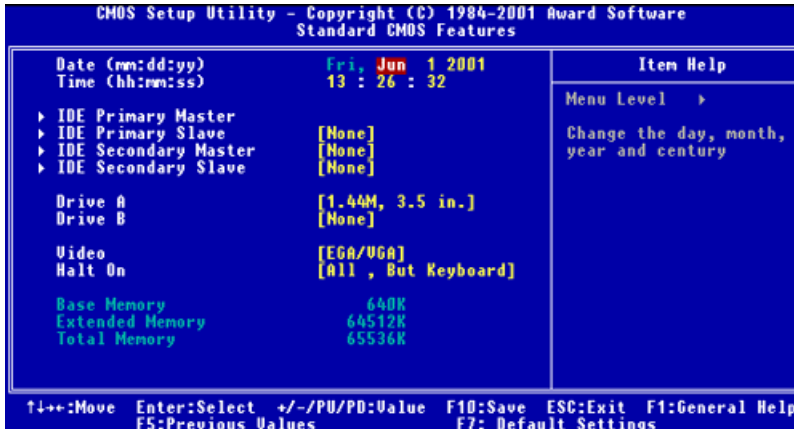 CMOS Setup Utility - Copyright (C) 1984-2001 Award Software
Standard CMOS Features
Date (mm:dd:yy) Fri, Jun 1 2001
Time (hh:mm:ss) 13 : 26 : 32
▸ IDE Primary Master
▸ IDE Primary Slave [None]
▸ IDE Secondary Master [None]
▸ IDE Secondary Slave [None]
Drive A [1.44M, 3.5 in.]
Drive B [None]
Video [EGA/VGA]
Halt On [All , But Keyboard]
Base Memory 640K
Extended Memory 64512K
Total Memory 65536K
Item Help
Menu Level ▸
Change the day, month,
year and century
↑↓→←:Move Enter:Select +/-/PU/PD:Value F10:Save ESC:Exit F1:General Help
F5:Previous Values F7: Default Settings